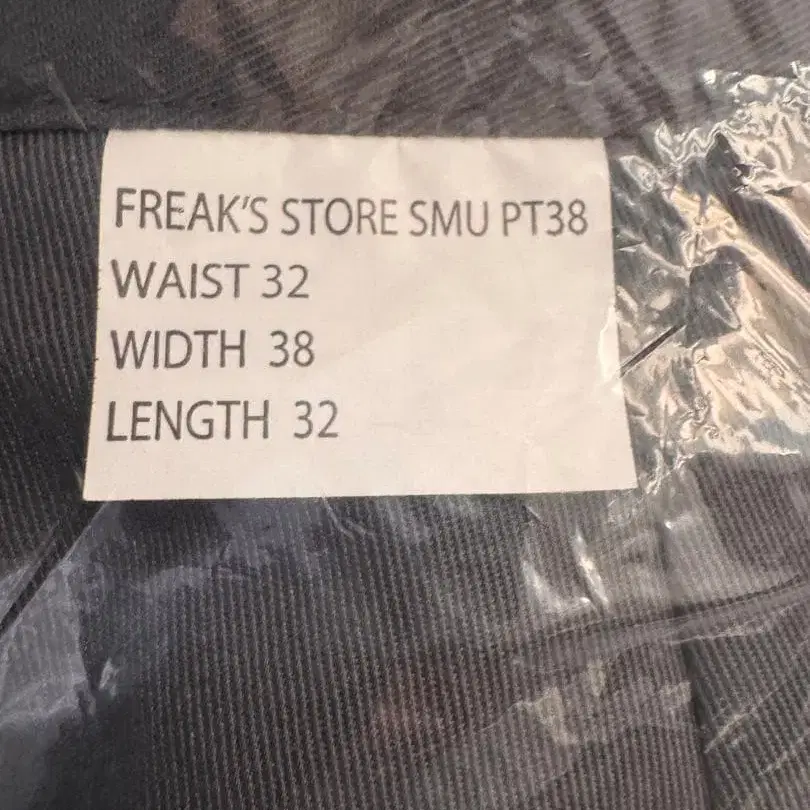 FREAK'S STORE SMU PT38
WAIST 32
WIDTH 38
LENGTH 32